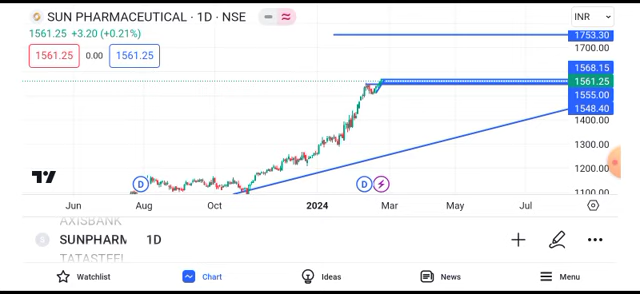 SUN PHARMACEUTICAL · 1D · NSE
INR
1561.25 +3.20 (+0.21%)
1561.25 0.00 1561.25
1753.30
1700.00
1568.15
1561.25
1555.00
1548.40
1400.00
1300.00
1200.00
1100.00
D D
Jun Aug Oct 2024 Mar May Jul
AXISBANK
S SUNPHARM 1D
TATASTEEL
Watchlist Chart Ideas News Menu